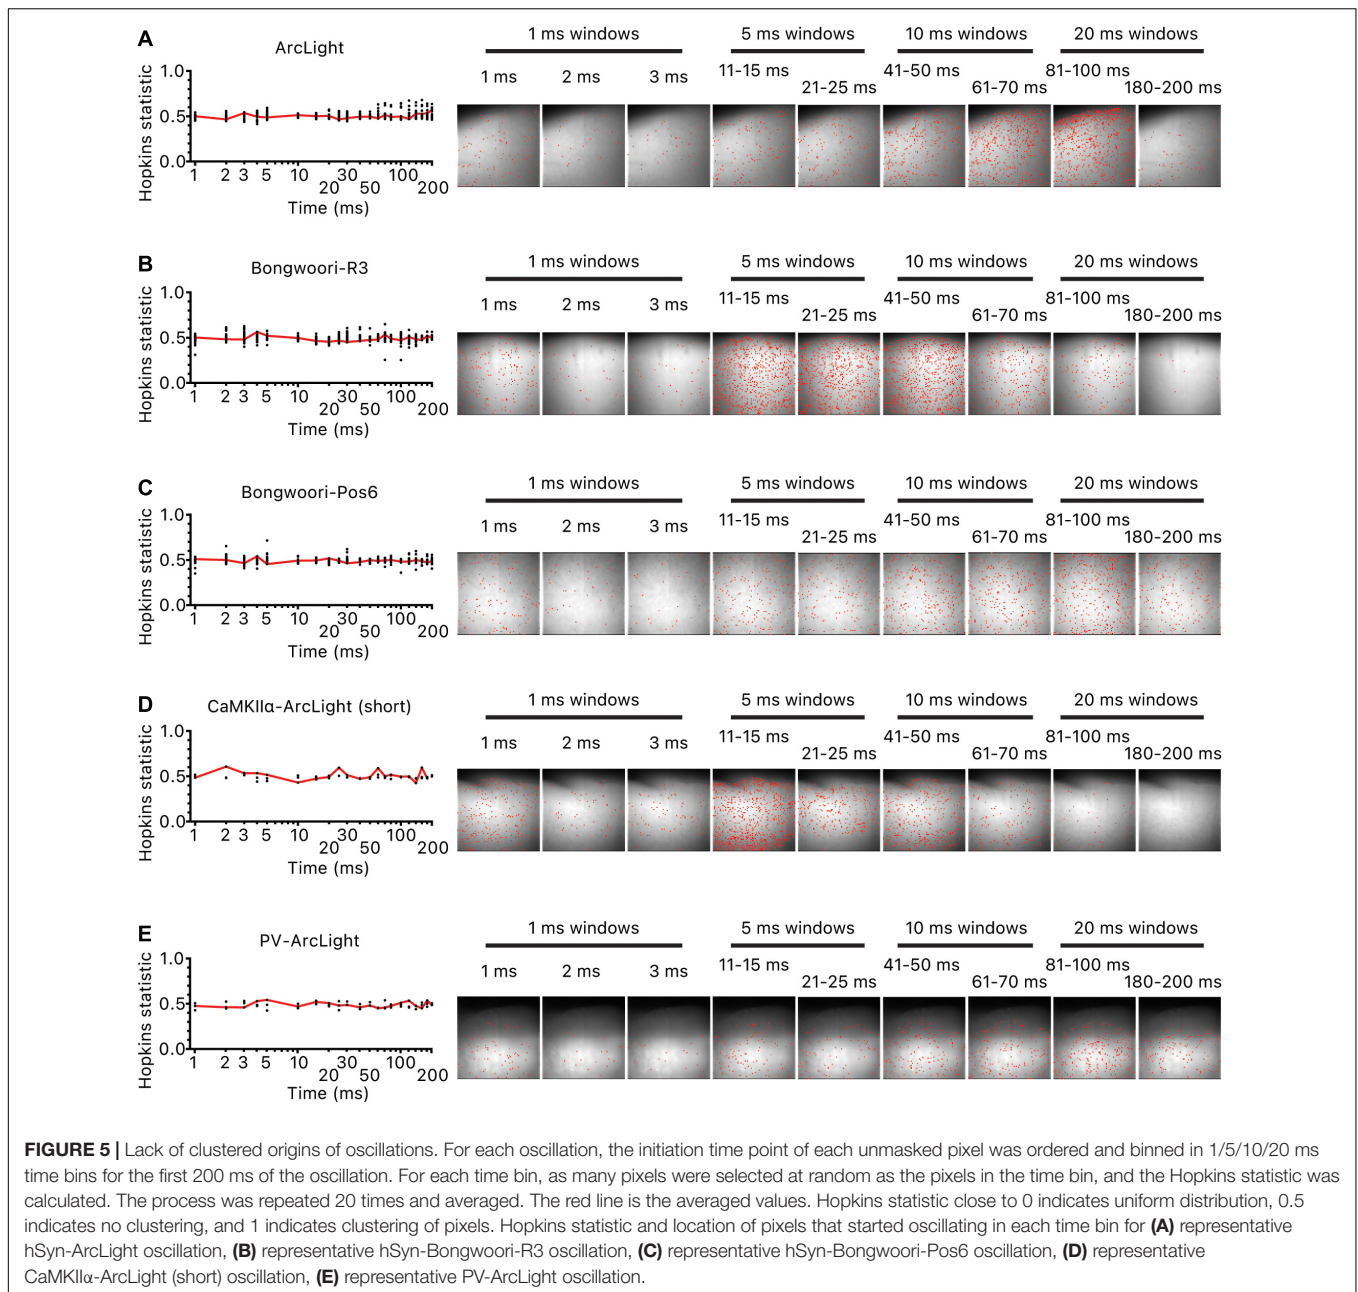 A
ArcLight
1 ms windows
5 ms windows
10 ms windows
20 ms windows
1 ms
2 ms
3 ms
11-15 ms
21-25 ms
41-50 ms
61-70 ms
81-100 ms
180-200 ms
Hopkins statistic
1.0
0.5
0.0
1 2 3 5 10 20 30 50 100 200
Time (ms)
B
Bongwoori-R3
1 ms windows
5 ms windows
10 ms windows
20 ms windows
1 ms
2 ms
3 ms
11-15 ms
21-25 ms
41-50 ms
61-70 ms
81-100 ms
180-200 ms
Hopkins statistic
1.0
0.5
0.0
1 2 3 5 10 20 30 50 100 200
Time (ms)
C
Bongwoori-Pos6
1 ms windows
5 ms windows
10 ms windows
20 ms windows
1 ms
2 ms
3 ms
11-15 ms
21-25 ms
41-50 ms
61-70 ms
81-100 ms
180-200 ms
Hopkins statistic
1.0
0.5
0.0
1 2 3 5 10 20 30 50 100 200
Time (ms)
D
CaMKIIα-ArcLight (short)
1 ms windows
5 ms windows
10 ms windows
20 ms windows
1 ms
2 ms
3 ms
11-15 ms
21-25 ms
41-50 ms
61-70 ms
81-100 ms
180-200 ms
Hopkins statistic
1.0
0.5
0.0
1 2 3 5 10 20 30 50 100 200
Time (ms)
E
PV-ArcLight
1 ms windows
5 ms windows
10 ms windows
20 ms windows
1 ms
2 ms
3 ms
11-15 ms
21-25 ms
41-50 ms
61-70 ms
81-100 ms
180-200 ms
Hopkins statistic
1.0
0.5
0.0
1 2 3 5 10 20 30 50 100 200
Time (ms)
FIGURE 5 | Lack of clustered origins of oscillations. For each oscillation, the initiation time point of each unmasked pixel was ordered and binned in 1/5/10/20 ms
time bins for the first 200 ms of the oscillation. For each time bin, as many pixels were selected at random as the pixels in the time bin, and the Hopkins statistic was
calculated. The process was repeated 20 times and averaged. The red line is the averaged values. Hopkins statistic close to 0 indicates uniform distribution, 0.5
indicates no clustering, and 1 indicates clustering of pixels. Hopkins statistic and location of pixels that started oscillating in each time bin for (A) representative
hSyn-ArcLight oscillation, (B) representative hSyn-Bongwoori-R3 oscillation, (C) representative hSyn-Bongwoori-Pos6 oscillation, (D) representative
CaMKIIα-ArcLight (short) oscillation, (E) representative PV-ArcLight oscillation.